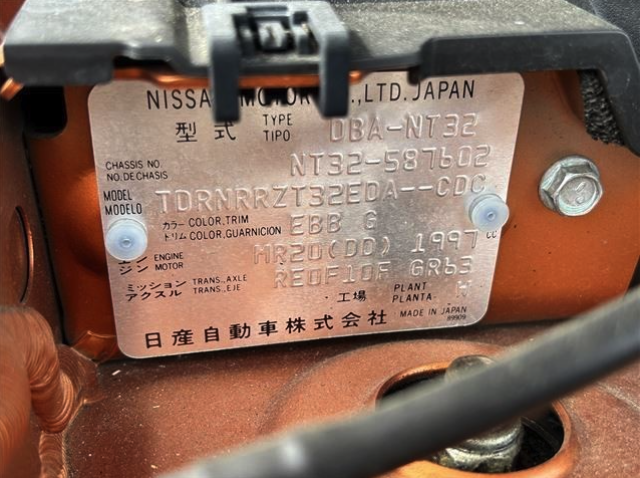 NISSAN MOTOR CO.,LTD. JAPAN
型式 TYPE TIPO DBA-NT32
CHASSIS NO. NO. DE CHASIS NT32-587602
MODEL MODELO TDRNRRZT32EDA--CDC
カラー COLOR, TRIM トリム COLOR, GUARNICION EBB G
エンジン ENGINE MOTOR MR20(DD) 1997 cc
ミッション TRANS., AXLE アクスル TRANS., EJE RE0F10F GR63
工場 PLANT PLANTA
日産自動車株式会社 MADE IN JAPAN